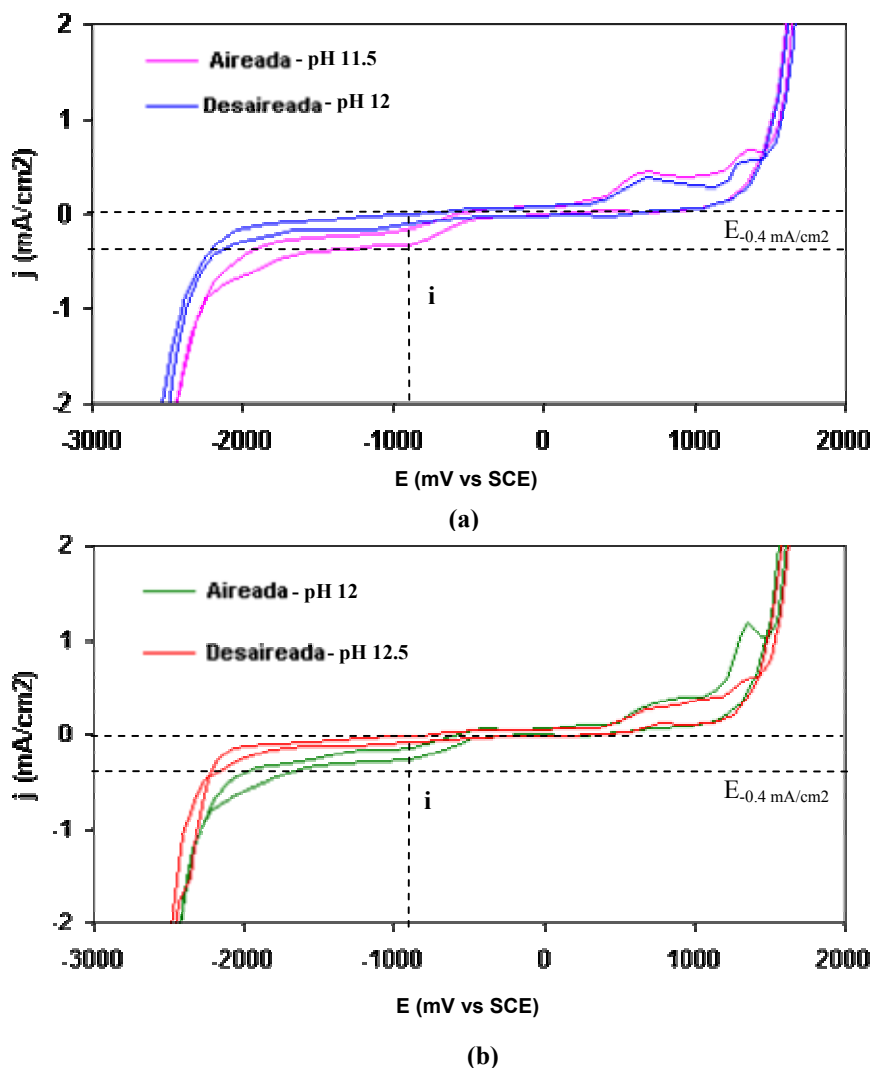 2
1
0
-1
-2
j (mA/cm2)
Aireada - pH 11.5
Desaireada - pH 12
E-0.4 mA/cm2
i
-3000 -2000 -1000 0 1000 2000
E (mV vs SCE)
(a)
2
1
0
-1
-2
j (mA/cm2)
Aireada - pH 12
Desaireada - pH 12.5
E-0.4 mA/cm2
i
-3000 -2000 -1000 0 1000 2000
E (mV vs SCE)
(b)